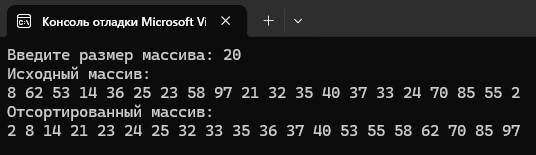 Консоль отладки Microsoft Vi
Введите размер массива: 20
Исходный массив:
8 62 53 14 36 25 23 58 97 21 32 35 40 37 33 24 70 85 55 2
Отсортированный массив:
2 8 14 21 23 24 25 32 33 35 36 37 40 53 55 58 62 70 85 97